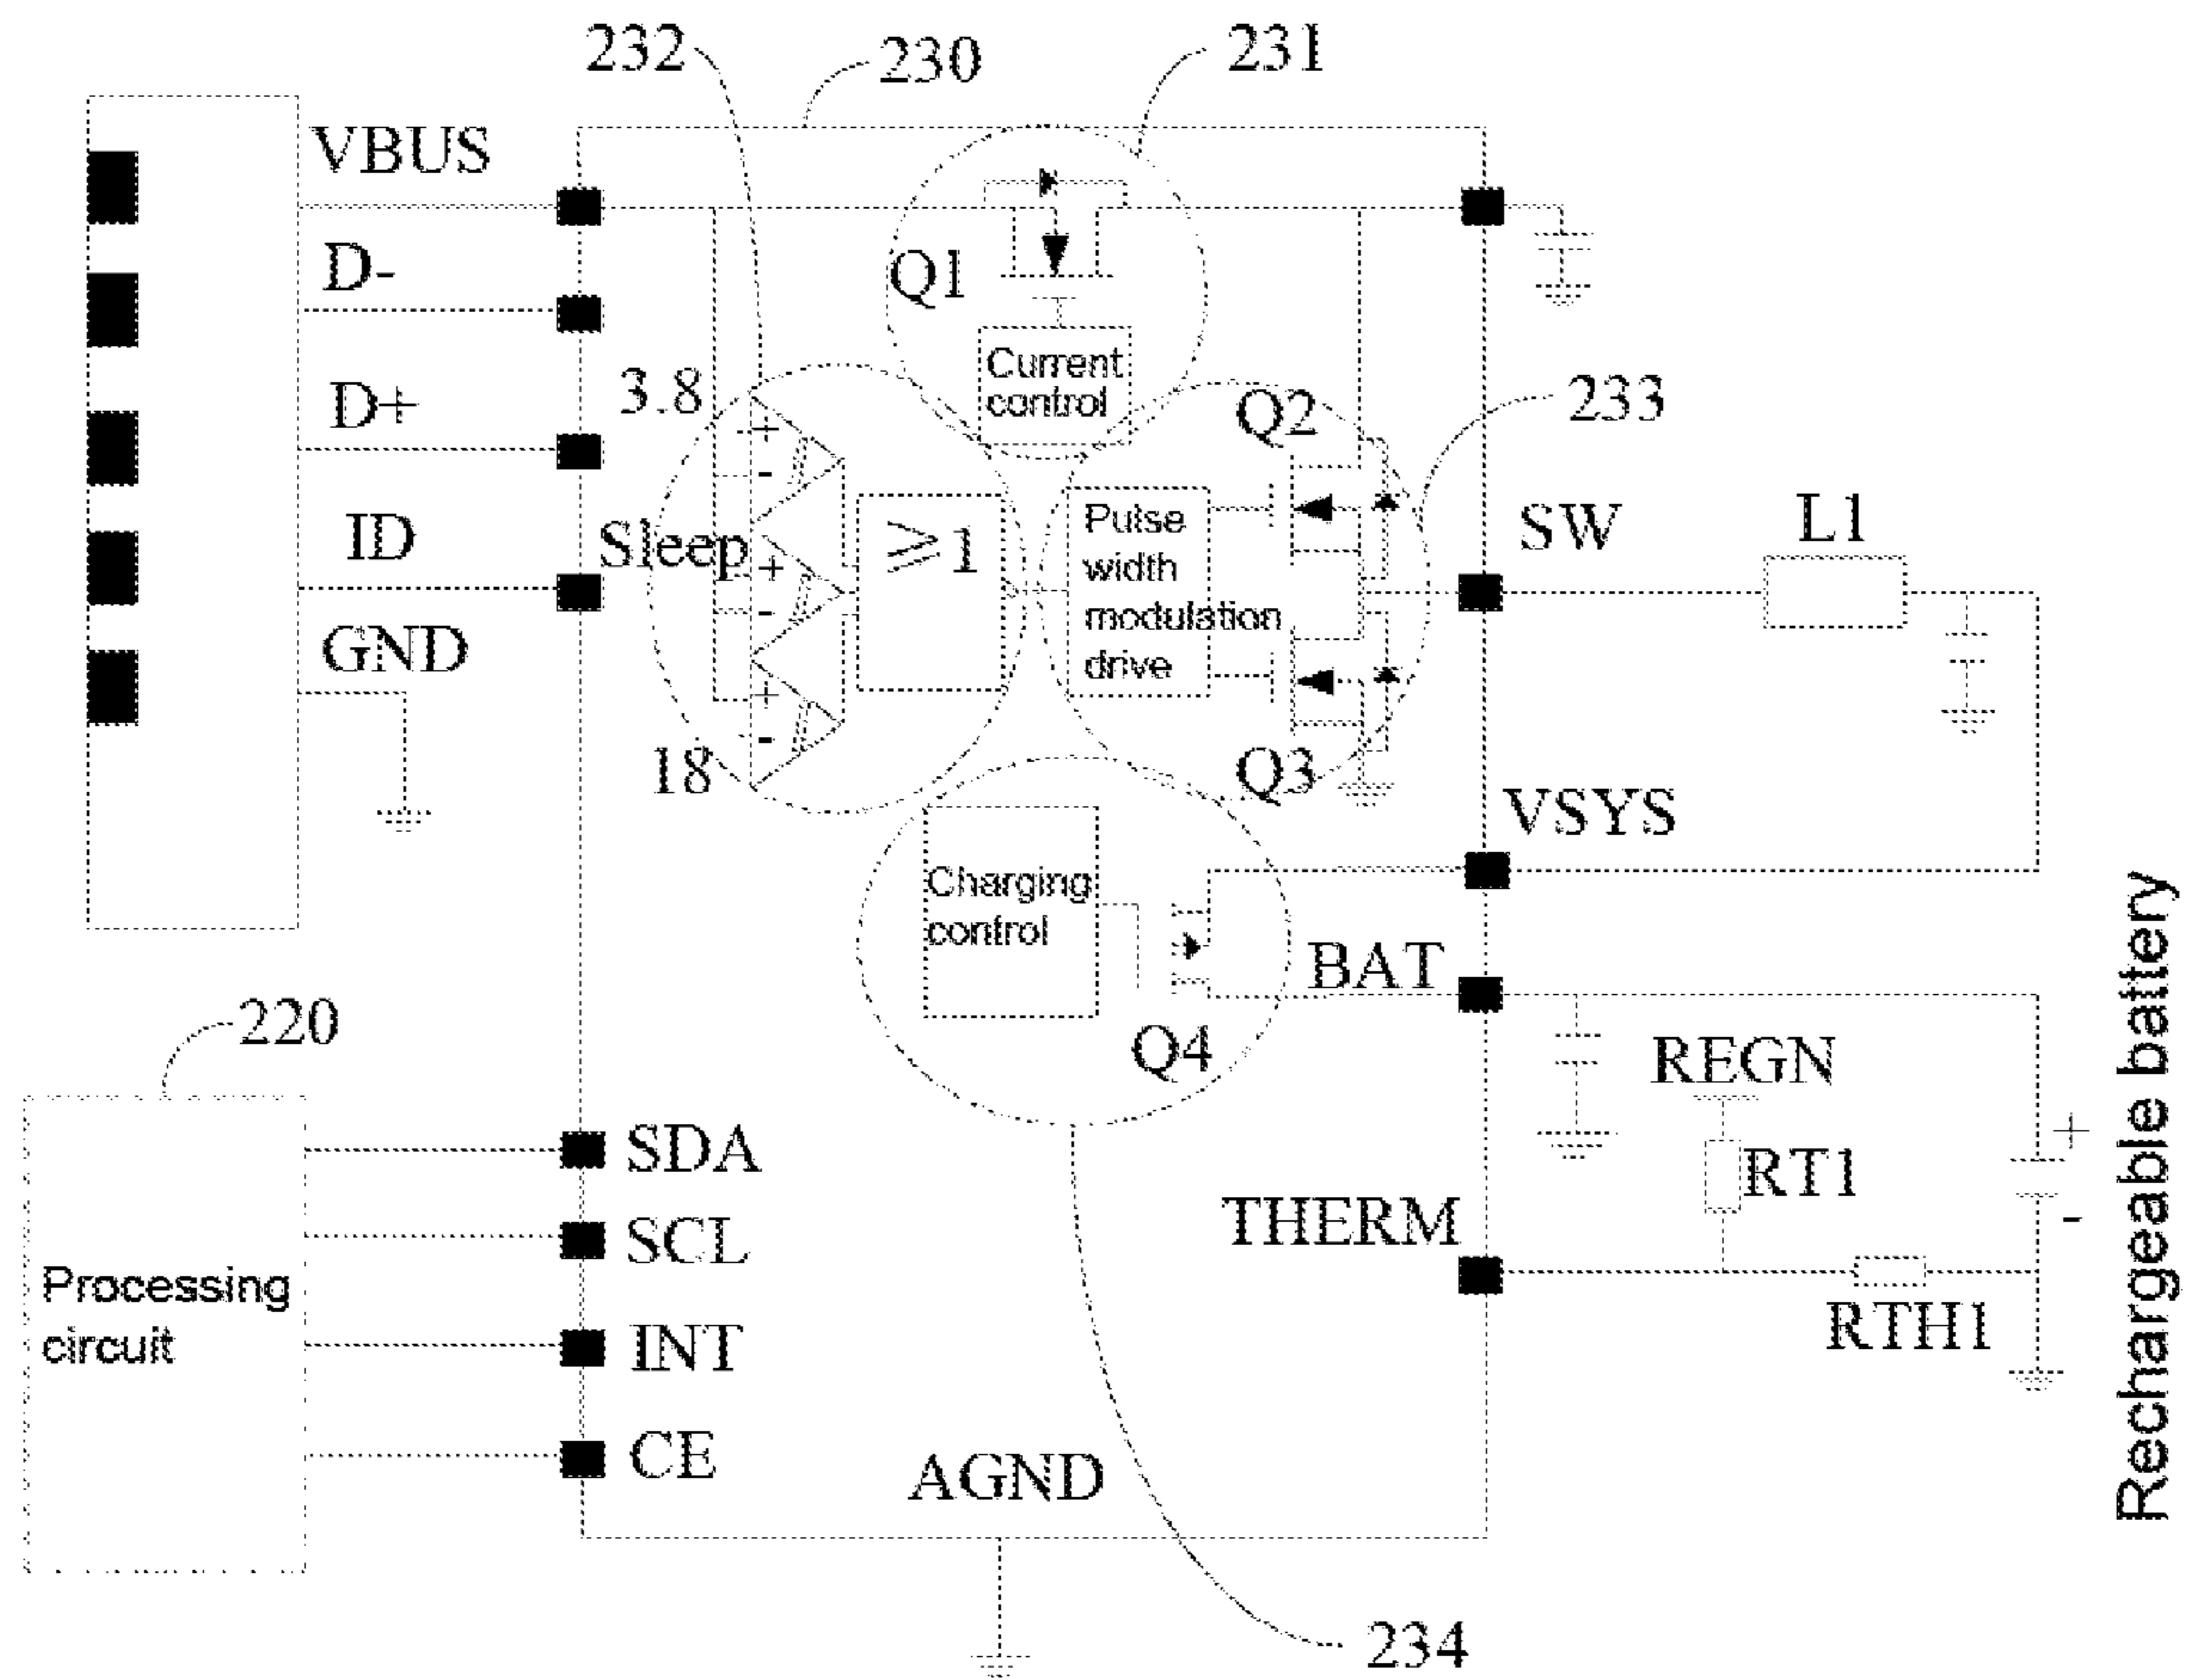 232
230
231
VBUS
D-
Q1
Current
control
3.8
D+
+
-
Q2
233
ID
Sleep
+
-
≥1
Pulse
width
modulation
drive
SW
L1
GND
+
-
18
Q3
VSYS
Charging
control
BAT
Q4
220
REGN
RT1
+
-
Rechargeable battery
SDA
THERM
SCL
Processing
circuit
INT
RTH1
CE
AGND
234